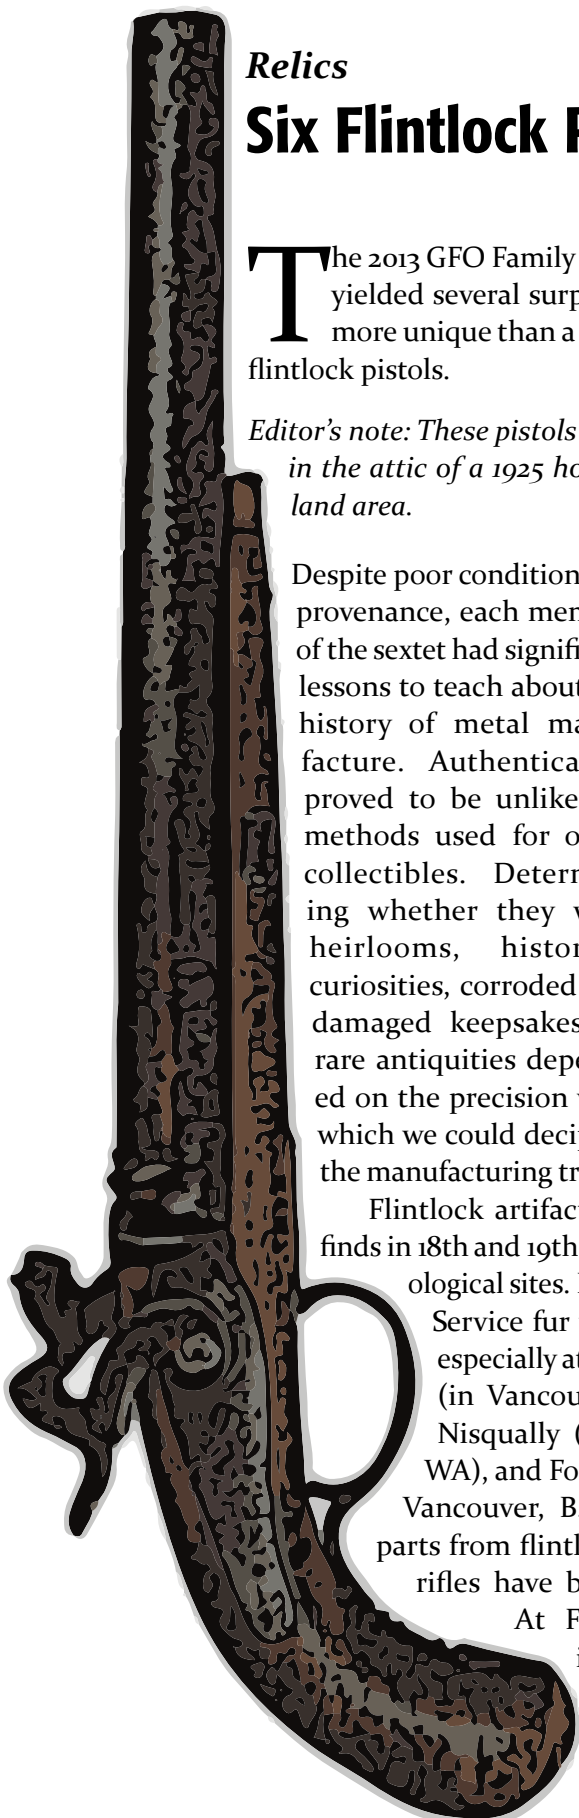 Relics
Six Flintlock
The 2013 GFO Family
yielded several surp
more unique than a
flintlock pistols.
Editor's note: These pistols
in the attic of a 1925 ho
land area.
Despite poor condition
provenance, each mem
of the sextet had signifi
lessons to teach about
history of metal ma
facture. Authentica
proved to be unlike
methods used for o
collectibles. Determ
ing whether they w
heirlooms, histor
curiosities, corroded
damaged keepsakes
rare antiquities depe
ed on the precision
which we could decip
the manufacturing tr
Flintlock artifac
finds in 18th and 19th
ological sites.
Service fur
especially at
(in Vancou
Nisqually (
WA), and Fo
Vancouver, B.
parts from flintl
rifles have b
At F